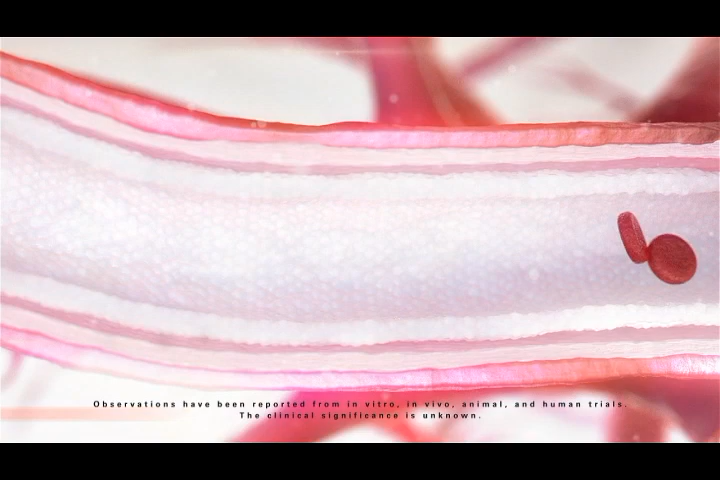 Observations have been reported from in vitro, in vivo, animal, and human trials.
The clinical significance is unknown.